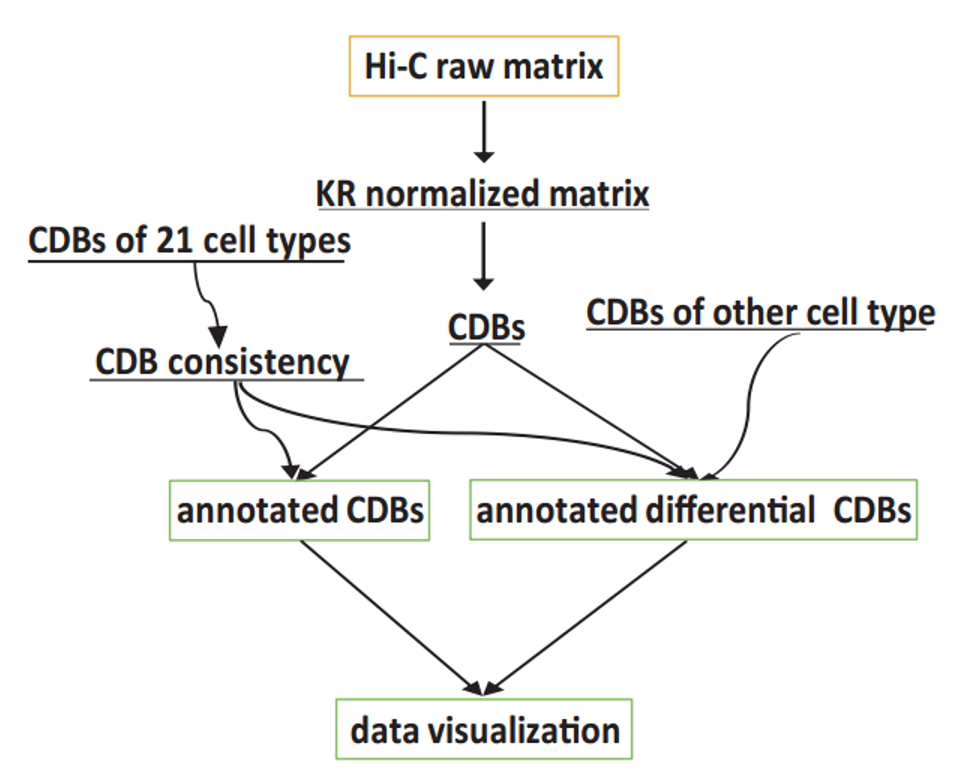 Hi-C raw matrix
KR normalized matrix
CDBs of 21 cell types
CDBs of other cell type
CDBs
CDB consistency
annotated CDBs
annotated differential CDBs
data visualization